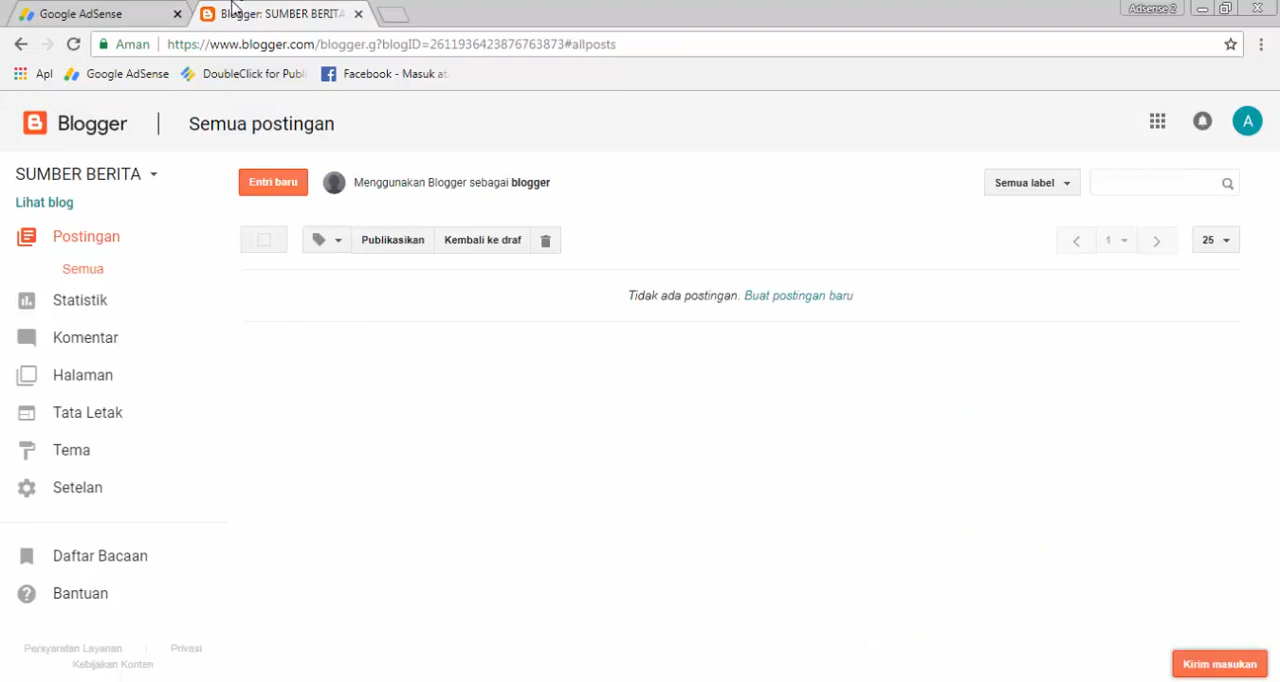 Google AdSense
Blogger: SUMBER BERITA
Adsense 2
Aman https://www.blogger.com/blogger.g?blogID=2611936423876763873#allposts
Apl Google AdSense DoubleClick for Publi Facebook - Masuk at
Blogger | Semua postingan
A
SUMBER BERITA
Entri baru
Menggunakan Blogger sebagai blogger
Semua label
Lihat blog
Postingan
Publikasikan Kembali ke draf
1
25
Semua
Tidak ada postingan. Buat postingan baru
Statistik
Komentar
Halaman
Tata Letak
Tema
Setelan
Daftar Bacaan
Bantuan
Persyaratan Layanan | Privasi
Kebijakan Konten
Kirim masukan